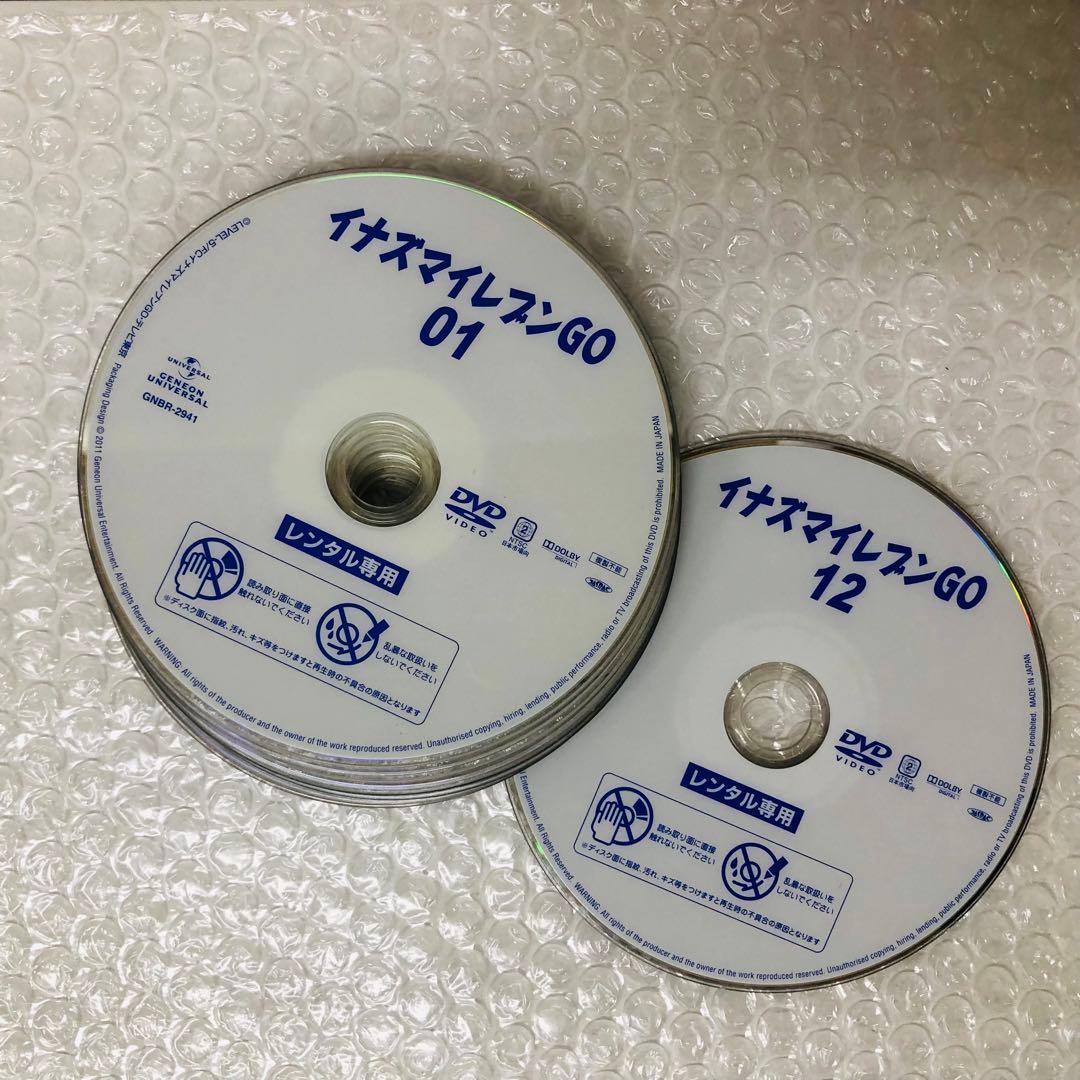 イナズマイレブンGO
01
©LEVEL-5/FCイナズマイレブンGO・テレビ東京 Packaging Design © 2011 Geneon Universal Entertainment. All Rights Reserved. WARNING: All rights of the producer and the owner of the work reproduced reserved. Unauthorised copying, hiring, lending, public performance, radio or TV broadcasting of this DVD is prohibited. MADE IN JAPAN
UNIVERSAL
GENEON
UNIVERSAL
GNBR-2941
DVD
VIDEO
2
NTSC
日本市場向
DOLBY
DIGITAL
複製不能
レンタル専用
読み取り面に直接
触れないでください
乱暴な取扱いを
しないでください
※ディスク面に指紋、汚れ、キズ等をつけますと再生時の不具合の原因となります
イナズマイレブンGO
12
DVD
VIDEO
2
NTSC
日本市場向
DOLBY
DIGITAL
複製不能
レンタル専用
読み取り面に直接
触れないでください
乱暴な取扱いを
しないでください
※ディスク面に指紋、汚れ、キズ等をつけますと再生時の不具合の原因となります
Entertainment. All Rights Reserved. WARNING: All rights of the producer and the owner of the work reproduced reserved. Unauthorised copying, hiring, lending, public performance, radio or TV broadcasting of this DVD is prohibited. MADE IN JAPAN